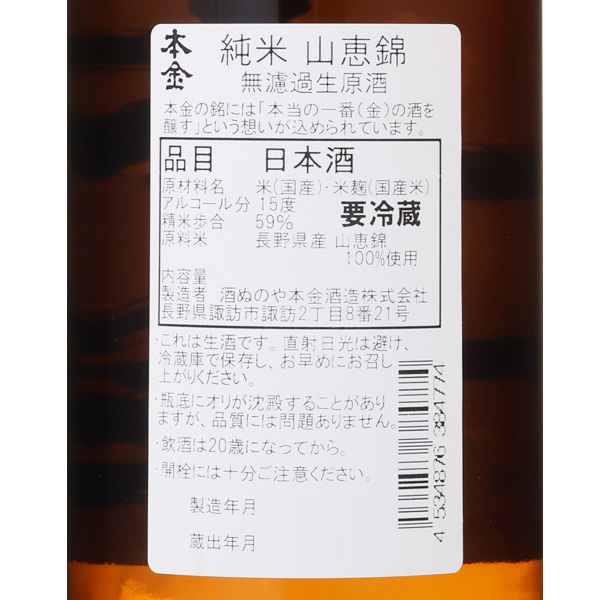 本金
純米 山恵錦
無濾過生原酒
本金の銘には「本当の一番(金)の酒を
醸す」という想いが込められています。
品目 日本酒
原材料名 米(国産)・米麹(国産米)
アルコール分 15度
精米歩合 59% 要冷蔵
原料米 長野県産 山恵錦
100%使用
内容量
製造者 酒ぬのや本金酒造株式会社
長野県諏訪市諏訪2丁目8番21号
・これは生酒です。直射日光は避け、
冷蔵庫で保存し、お早めにお召し
上がりください。
・瓶底にオリが沈殿することがあり
ますが、品質には問題ありません。
・飲酒は20歳になってから。
・開栓には十分ご注意ください。
製造年月
蔵出年月
4 534876 384774